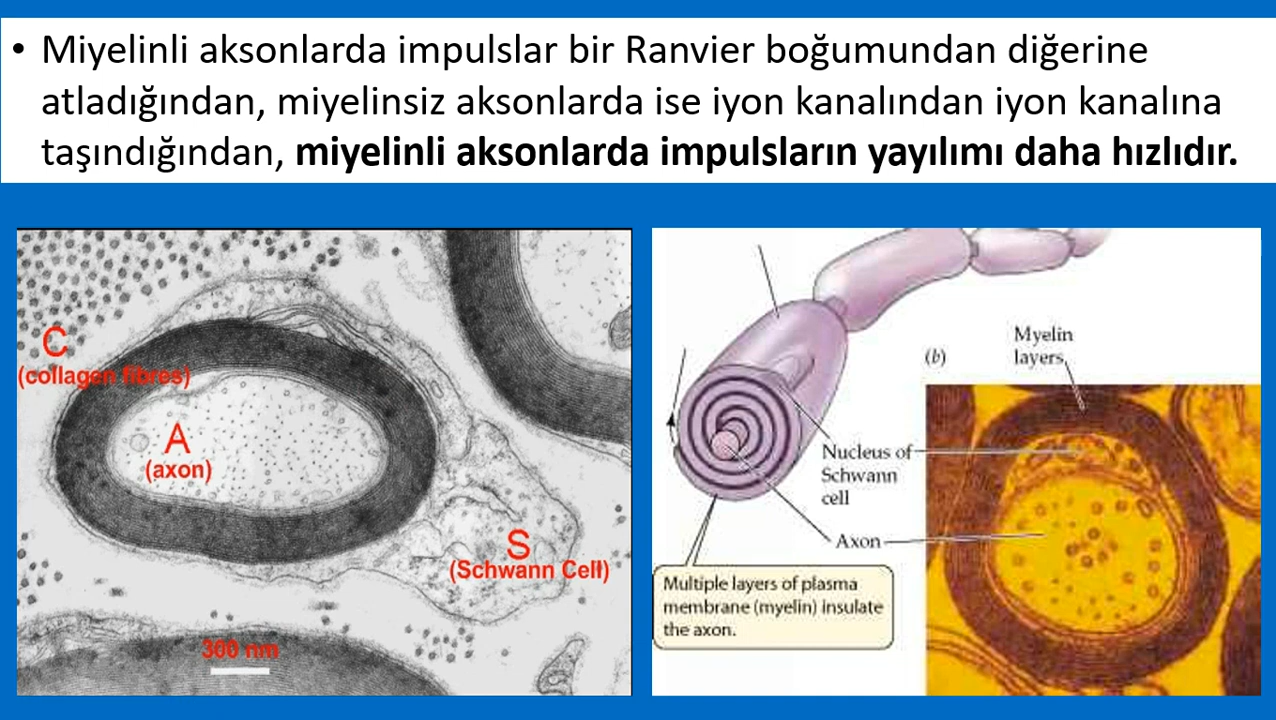 • Miyelinli aksonlarda impulslar bir Ranvier boğumundan diğerine
atladığından, miyelinsiz aksonlarda ise iyon kanalından iyon kanalına
taşındığından, miyelinli aksonlarda impulsların yayılımı daha hızlıdır.
C
(collagen fibres)
A
(axon)
S
(Schwann Cell)
300 nm
(b)
Myelin
layers
Nucleus of
Schwann
cell
Axon
Multiple layers of plasma
membrane (myelin) insulate
the axon.